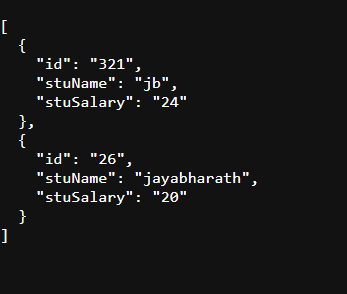 [
  {
    "id": "321",
    "stuName": "jb",
    "stuSalary": "24"
  },
  {
    "id": "26",
    "stuName": "jayabharath",
    "stuSalary": "20"
  }
]